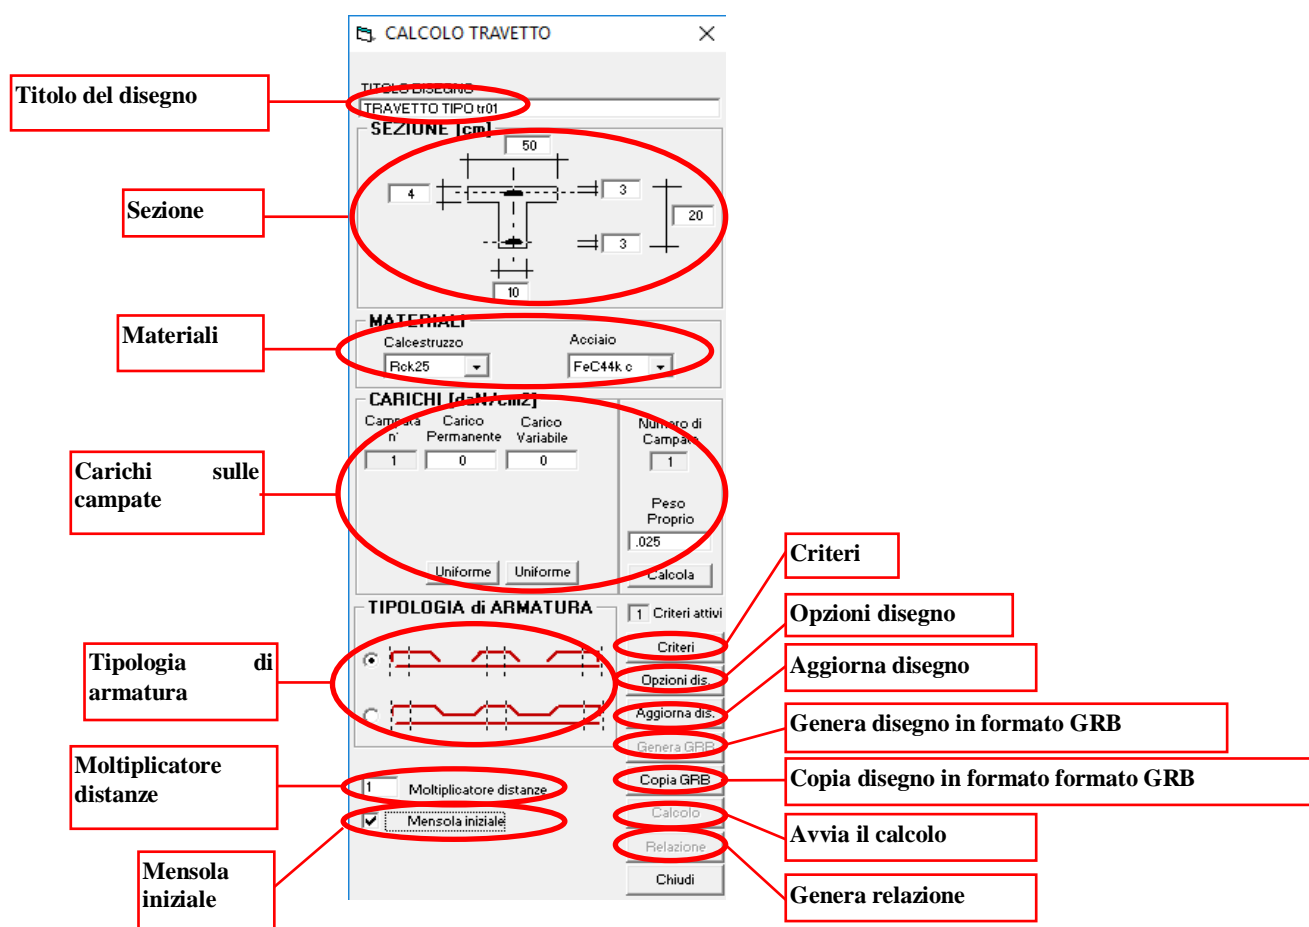 CALCOLO TRAVETTO
Titolo del disegno
TITOLO DISEGNO
TRAVETTO TIPO tr01
SEZIONE [cm]
50
4
3
20
3
10
Sezione
MATERIALI
Materiali
Calcestruzzo
Acciaio
Rck25
FeC44k c
CARICHI [daN/cm2]
Campata
n°
Carico
Permanente
Carico
Variabile
1
0
0
Numero di
Campate
1
Carichi sulle
campate
Peso
Proprio
.025
Uniforme
Uniforme
Calcola
TIPOLOGIA di ARMATURA
1 Criteri attivi
Tipologia di
armatura
Criteri
Criteri
Opzioni dis.
Opzioni disegno
Aggiorna dis.
Aggiorna disegno
Genera GRB
Genera disegno in formato GRB
Copia GRB
Copia disegno in formato formato GRB
Calcolo
Avvia il calcolo
Relazione
Genera relazione
Chiudi
Moltiplicatore
distanze
1 Moltiplicatore distanze
Mensola iniziale
Mensola
iniziale